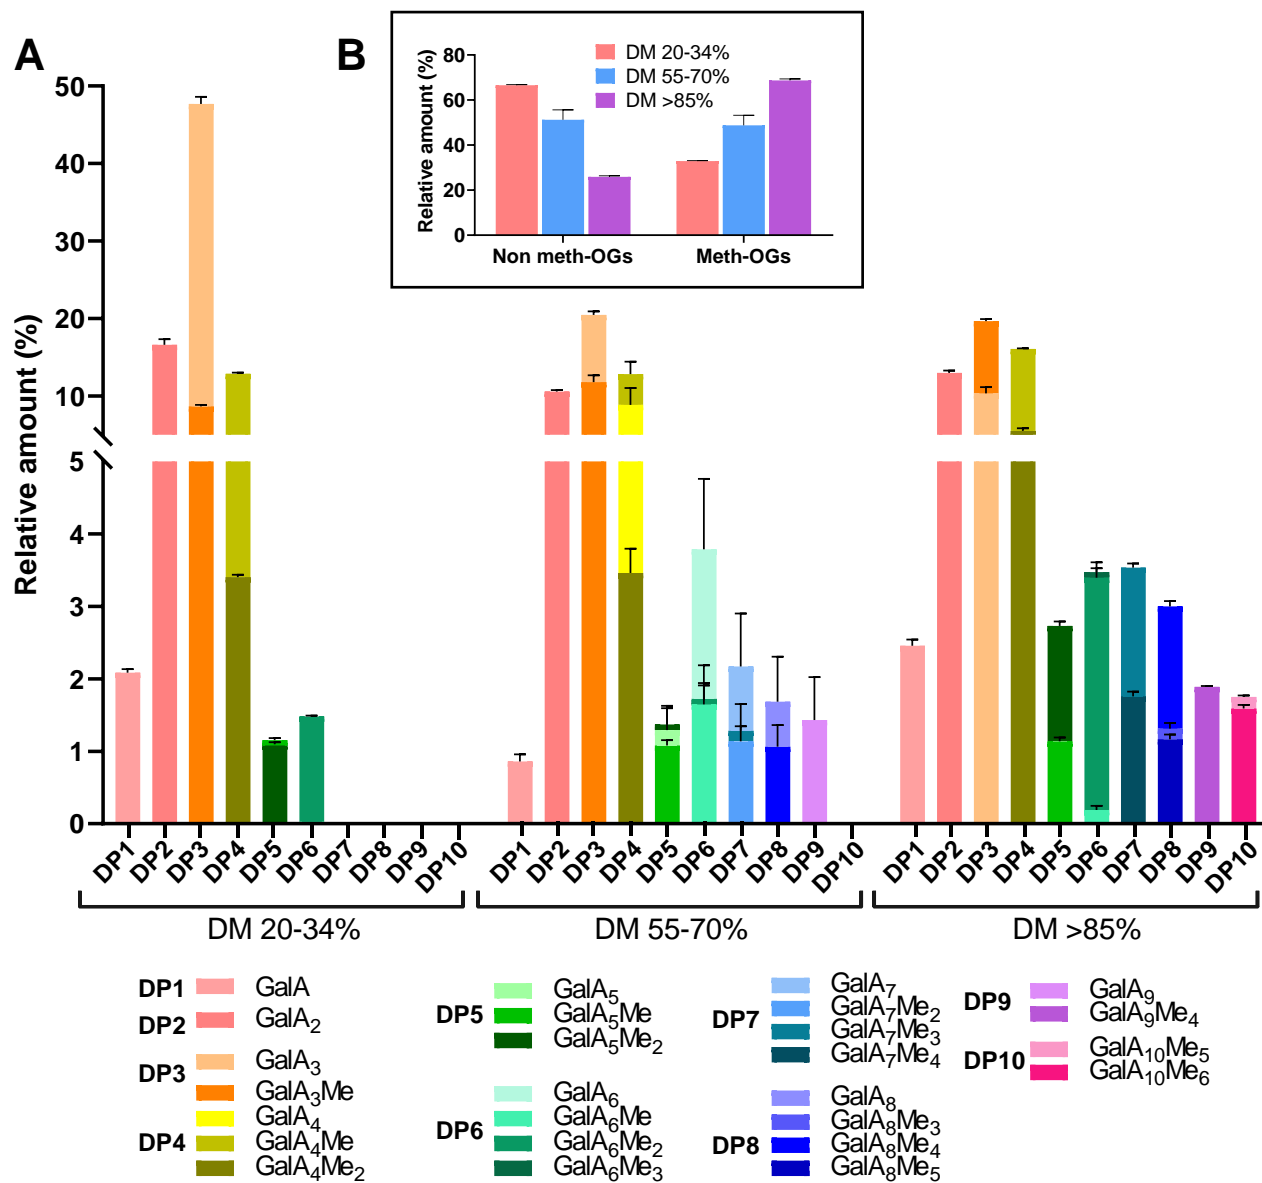 A
B
Relative amount (%)
80
60
40
20
0
DM 20-34%
DM 55-70%
DM >85%
Non meth-OGs
Meth-OGs
Relative amount (%)
50
40
30
20
10
5
4
3
2
1
0
DP1 DP2 DP3 DP4 DP5 DP6 DP7 DP8 DP9 DP10
DP1 DP2 DP3 DP4 DP5 DP6 DP7 DP8 DP9 DP10
DP1 DP2 DP3 DP4 DP5 DP6 DP7 DP8 DP9 DP10
DM 20-34%
DM 55-70%
DM >85%
DP1
GalA
DP2
GalA₂
DP3
GalA₃
GalA₃Me
DP4
GalA₄
GalA₄Me
GalA₄Me₂
DP5
GalA₅
GalA₅Me
GalA₅Me₂
DP6
GalA₆
GalA₆Me
GalA₆Me₂
GalA₆Me₃
DP7
GalA₇
GalA₇Me₂
GalA₇Me₃
GalA₇Me₄
DP8
GalA₈
GalA₈Me₃
GalA₈Me₄
GalA₈Me₅
DP9
GalA₉
GalA₉Me₄
DP10
GalA₁₀Me₅
GalA₁₀Me₆